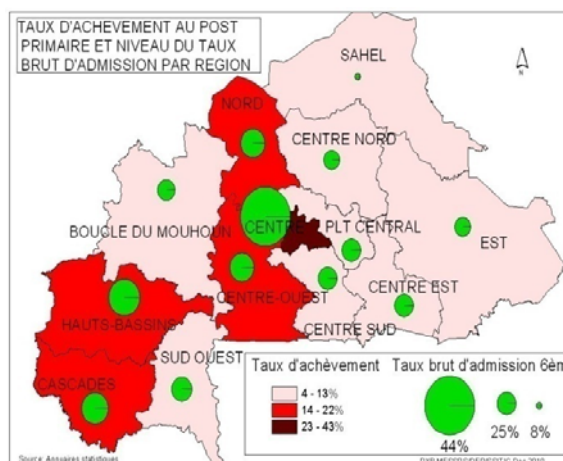 TAUX D'ACHEVEMENT AU POST
PRIMAIRE ET NIVEAU DU TAUX
BRUT D'ADMISSION PAR REGION
SAHEL
N
NORD
CENTRE NORD
BOUCLE DU MOUHOUN
CENTRE
PLT CENTRAL
EST
CENTRE-OUEST
CENTRE EST
HAUTS-BASSINS
CENTRE SUD
SUD OUEST
CASCADES
Taux d'achèvement
4 - 13%
14 - 22%
23 - 43%
Taux brut d'admission 6èm
44%
25%
8%
Source: Annuaires statistiques